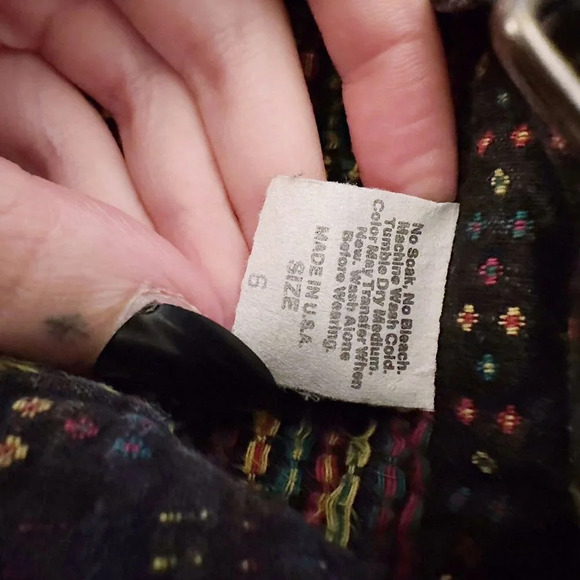 No Soak, No Bleach.
Machine Wash Cold.
Tumble Dry Medium.
Color May Transfer When
New. Wash Alone
Before Wearing.
MADE IN U.S.A.
SIZE
6